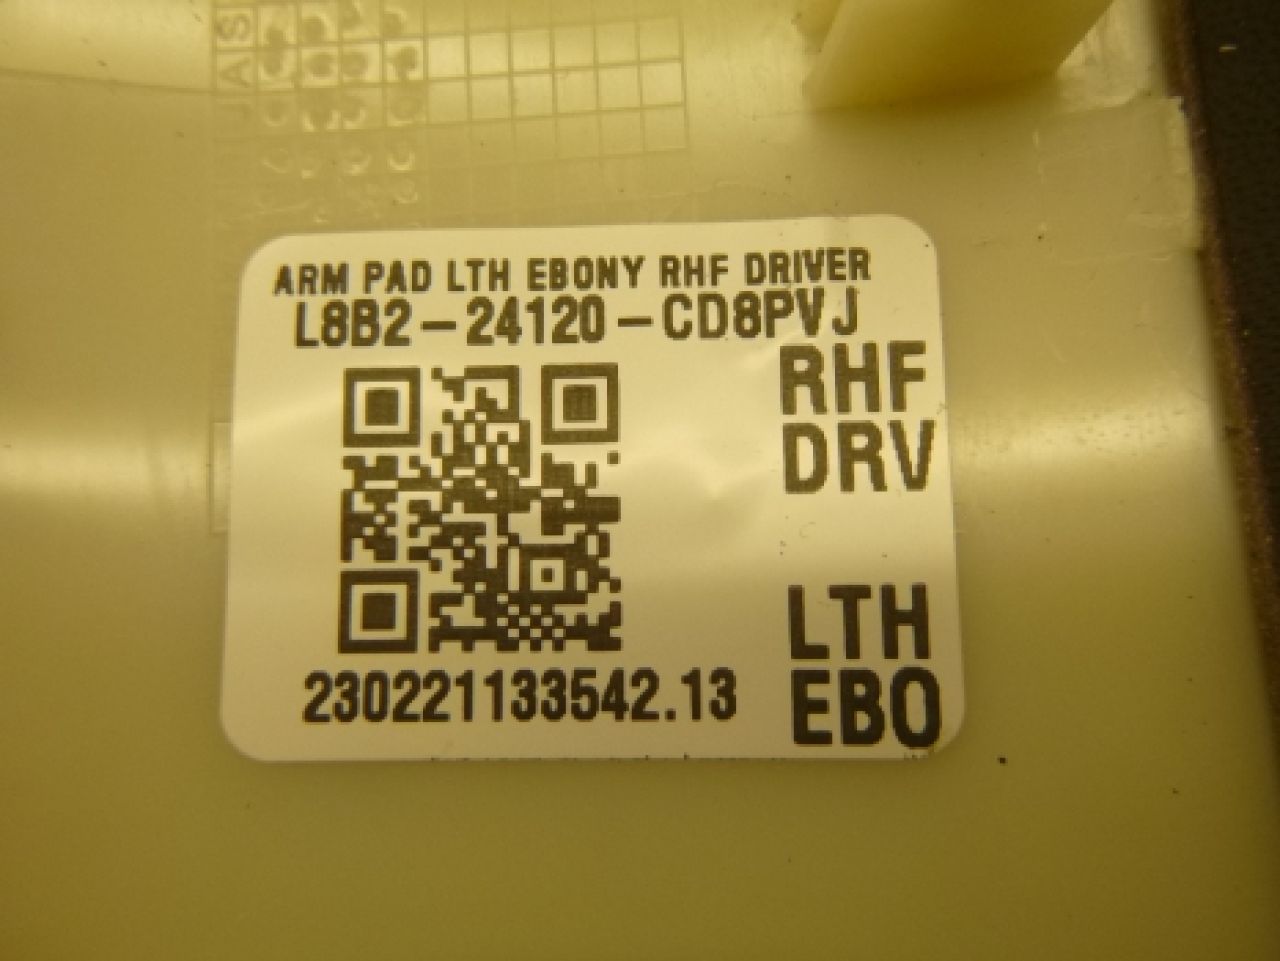 S
A
J
ARM PAD LTH EBONY RHF DRIVER
L8B2-24120-CD8PVJ
RHF
DRV
LTH
EBO
230221133542.13